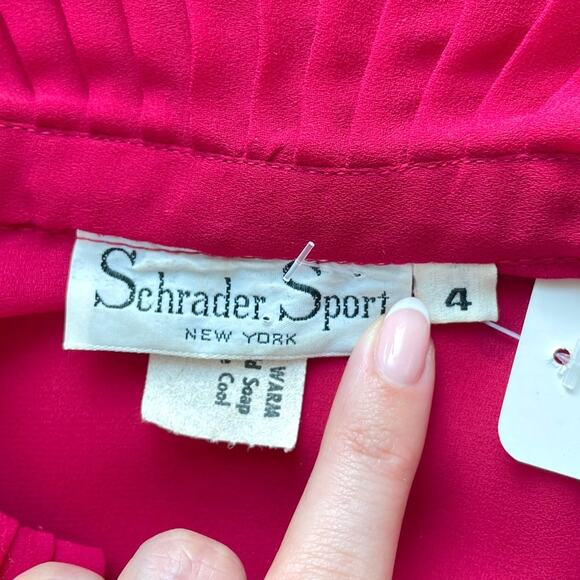 Schrader. Sport
NEW YORK
4
WARM
Soap
Cool